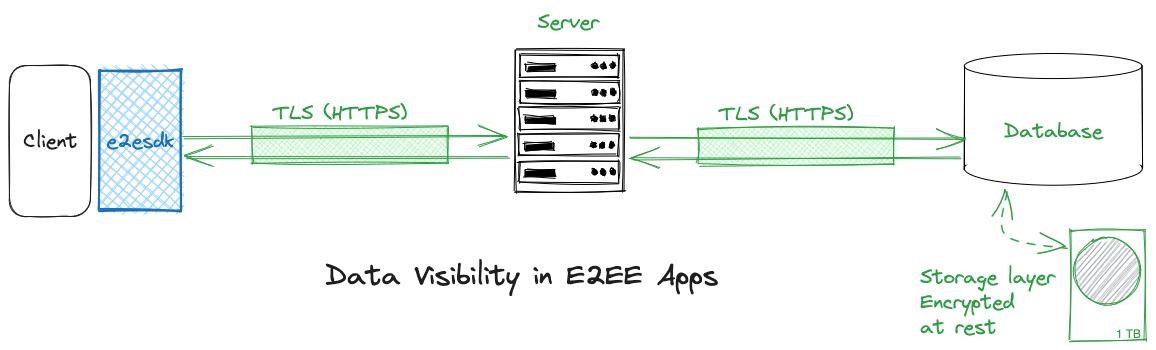 Server
TLS (HTTPS)
TLS (HTTPS)
Client
e2esdk
Database
Data Visibility in E2EE Apps
Storage layer
Encrypted
at rest
1 TB